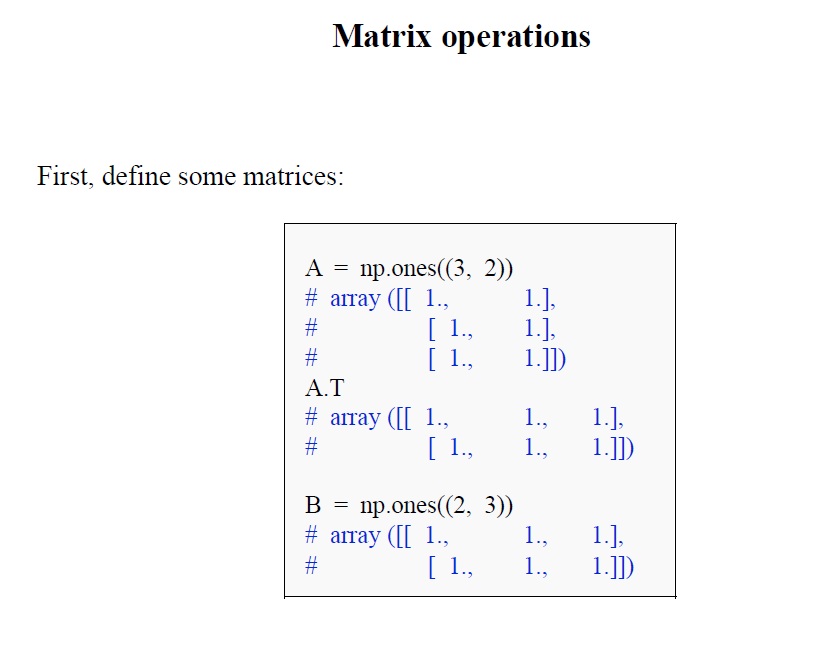 Matrix operations
First, define some matrices:
A = np.ones((3, 2))
# array ([[ 1., 1.],
# [ 1., 1.],
# [ 1., 1.]])
A.T
# array ([[ 1., 1., 1.],
# [ 1., 1., 1.]])
B = np.ones((2, 3))
# array ([[ 1., 1., 1.],
# [ 1., 1., 1.]])